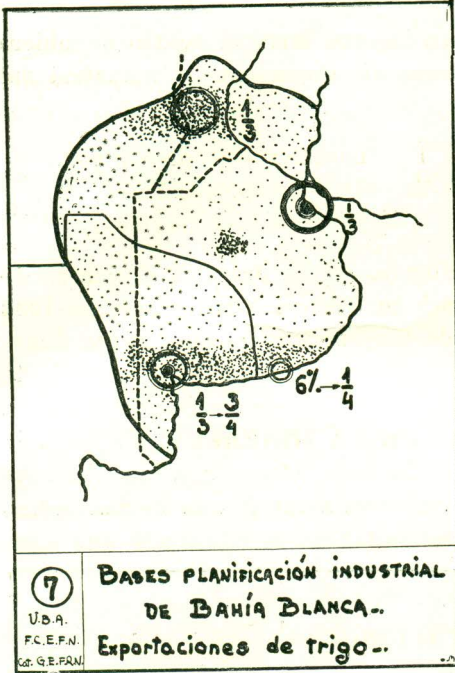 1/3
1/3
1/3 → 3/4
6% → 1/4
7
U.B.A.
F.C.E.F.N.
Cat. G.E.F.R.N.
BASES PLANIFICACIÓN INDUSTRIAL
DE BAHÍA BLANCA..
Exportaciones de trigo..